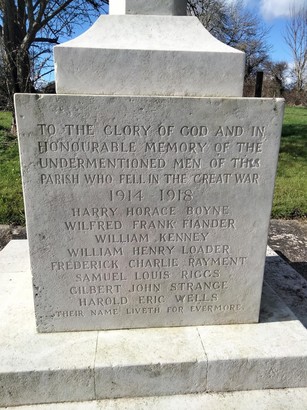 TO THE GLORY OF GOD AND IN
HONOURABLE MEMORY OF THE
UNDERMENTIONED MEN OF THIS
PARISH WHO FELL IN THE GREAT WAR
1914 1918
HARRY HORACE BOYNE
WILFRED FRANK FIANDER
WILLIAM KENNEY
WILLIAM HENRY LOADER
FREDERICK CHARLIE RAYMENT
SAMUEL LOUIS RIGGS
GILBERT JOHN STRANGE
HAROLD ERIC WELLS
"THEIR NAME LIVETH FOR EVERMORE"